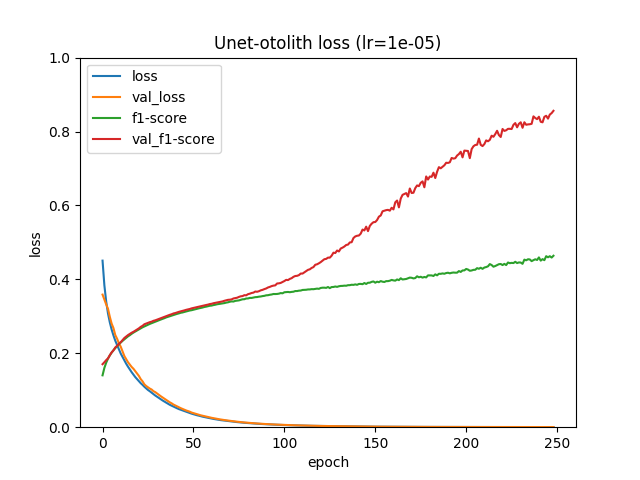 Unet-otolith loss (lr=1e-05)
loss
val_loss
f1-score
val_f1-score
1.0
0.8
0.6
0.4
0.2
0.0
loss
0 50 100 150 200 250
epoch